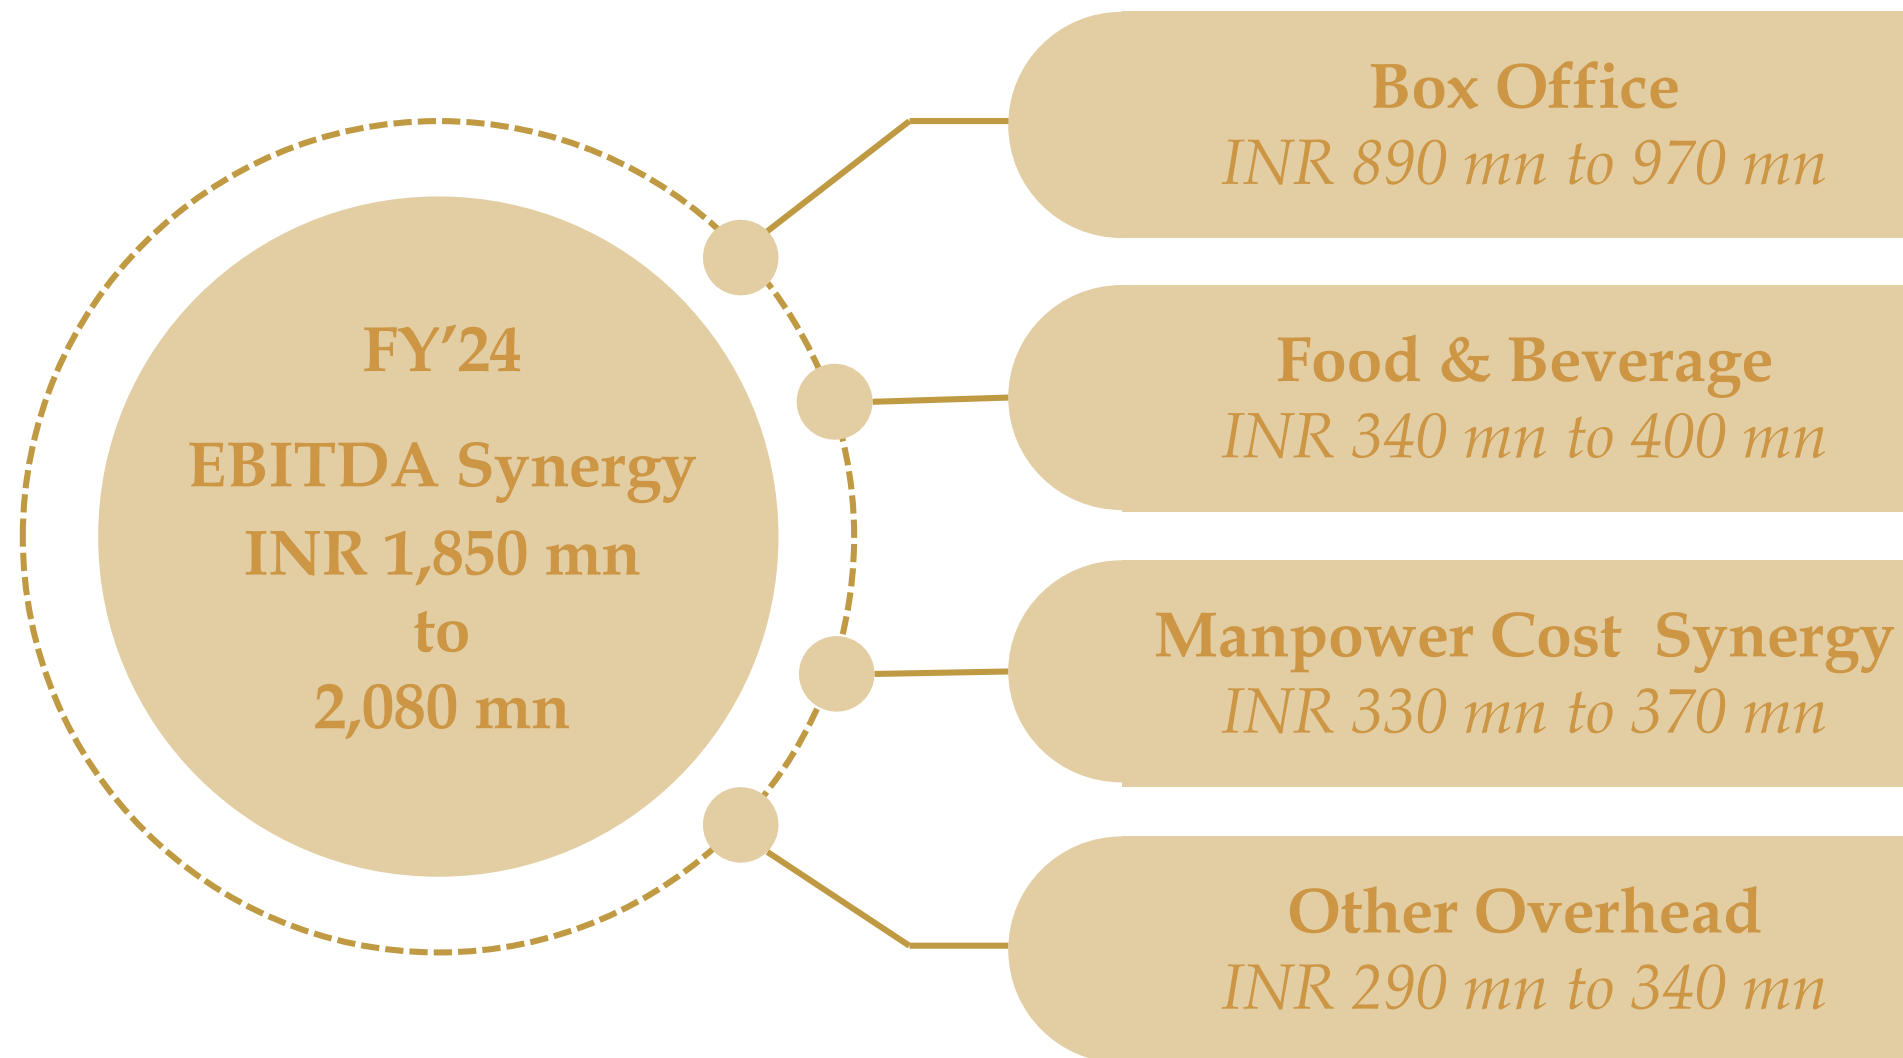 FY’24
EBITDA Synergy
INR 1,850 mn
to
2,080 mn
Box Office
INR 890 mn to 970 mn
Food & Beverage
INR 340 mn to 400 mn
Manpower Cost Synergy
INR 330 mn to 370 mn
Other Overhead
INR 290 mn to 340 mn